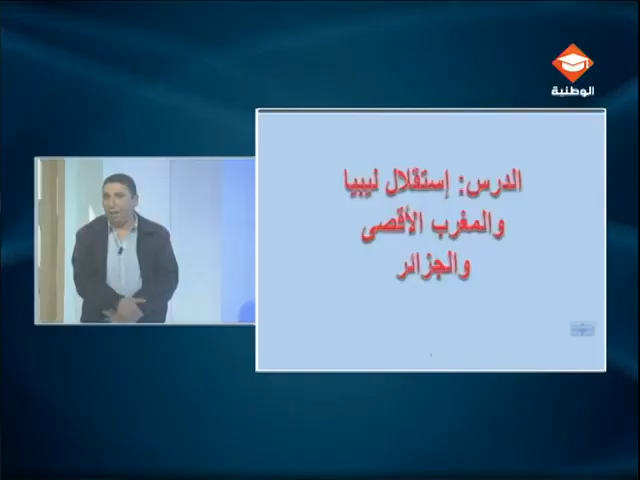 الوطنية
الدرس: إستقلال ليبيا
والمغرب الأقصى
والجزائر